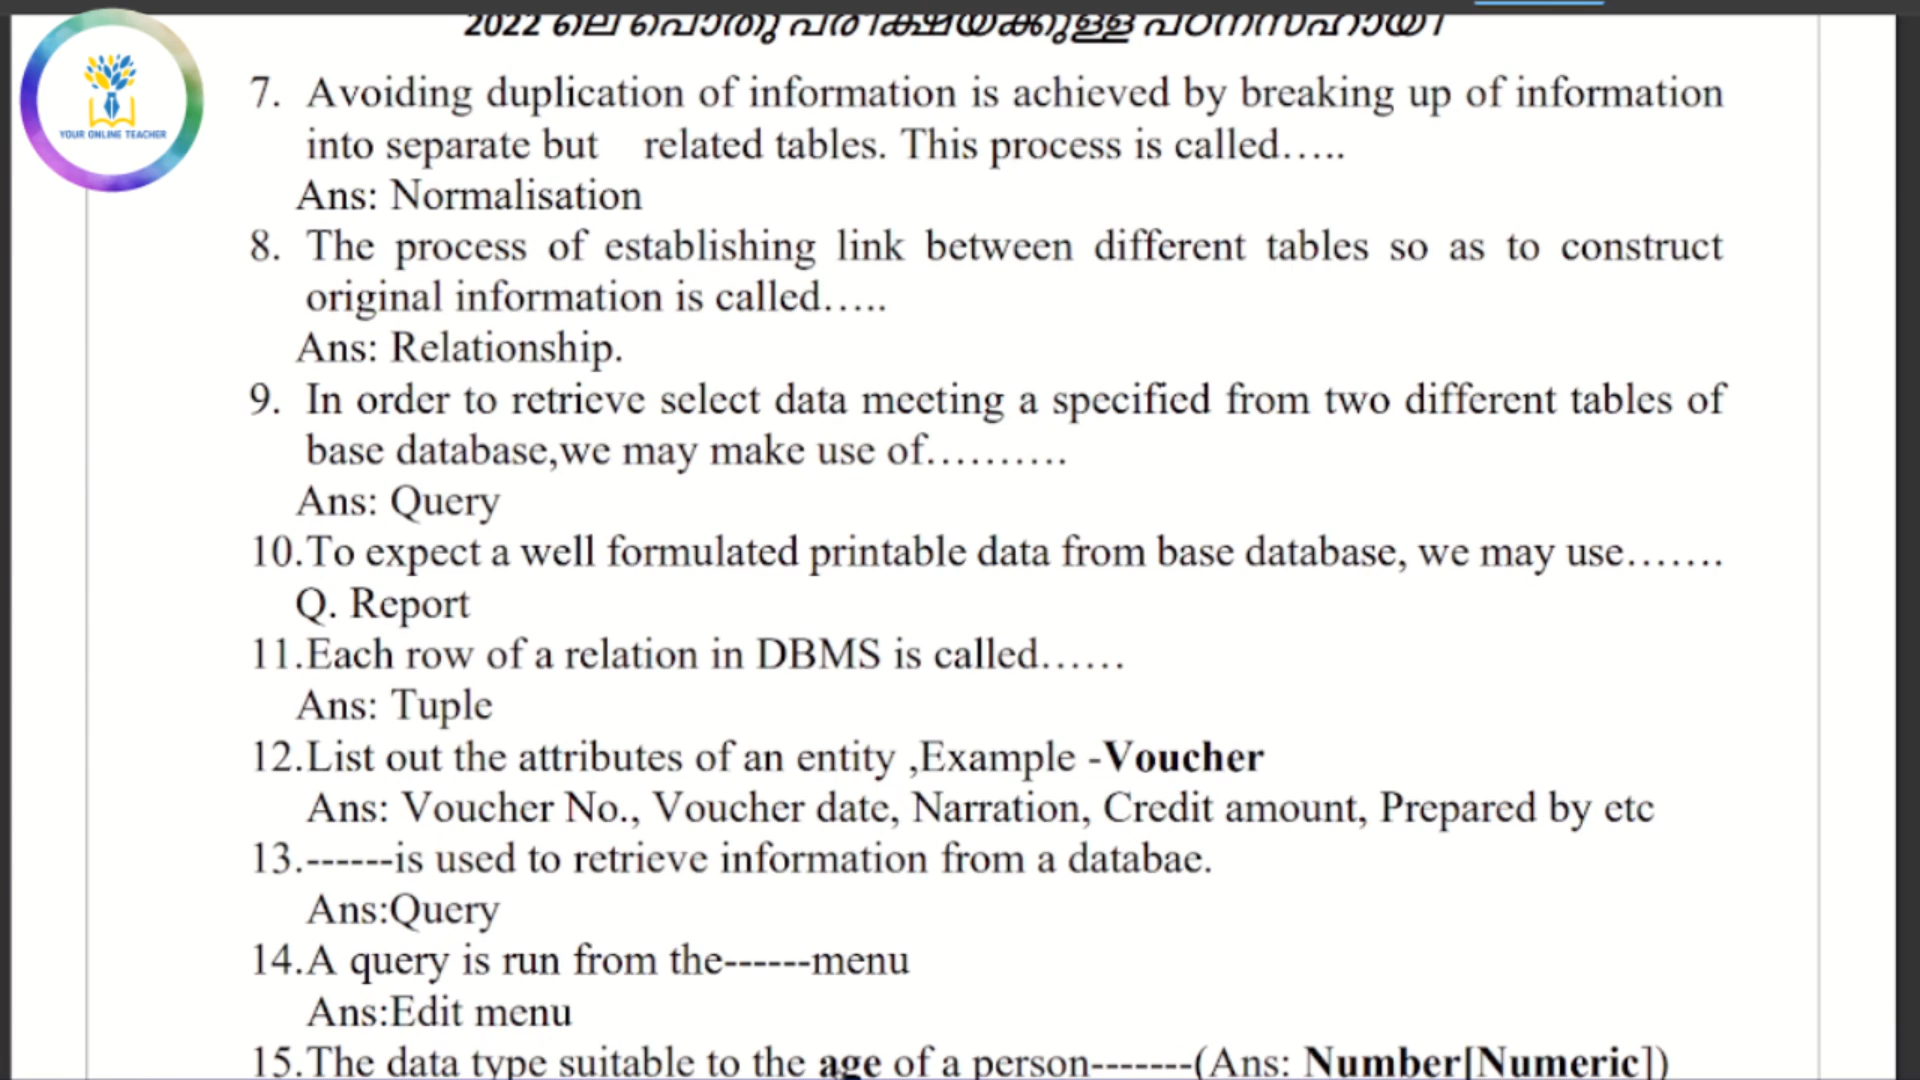 2022 ലെ പൊതു പരീക്ഷയക്കുള്ള പഠനസഹായി
YOUR ONLINE TEACHER
7. Avoiding duplication of information is achieved by breaking up of information
into separate but related tables. This process is called…..
Ans: Normalisation
8. The process of establishing link between different tables so as to construct
original information is called…..
Ans: Relationship.
9. In order to retrieve select data meeting a specified from two different tables of
base database,we may make use of……….
Ans: Query
10.To expect a well formulated printable data from base database, we may use…….
Q. Report
11.Each row of a relation in DBMS is called……
Ans: Tuple
12.List out the attributes of an entity ,Example -Voucher
Ans: Voucher No., Voucher date, Narration, Credit amount, Prepared by etc
13.------is used to retrieve information from a databae.
Ans:Query
14.A query is run from the------menu
Ans:Edit menu
15.The data type suitable to the age of a person-------(Ans: Number[Numeric])